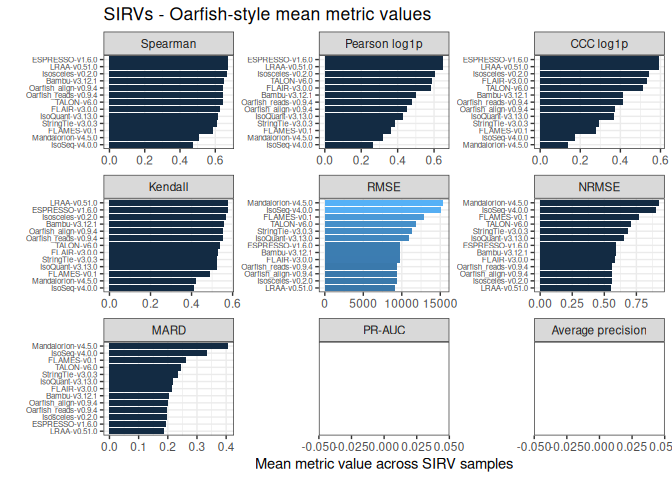 SIRVs - Oarfish-style mean metric values
Spearman
ESPRESSO-v1.6.0
LRAA-v0.51.0
Isosceles-v0.2.0
Bambu-v3.12.1
Oarfish_align-v0.9.4
Oarfish_reads-v0.9.4
TALON-v6.0
FLAIR-v3.0.0
IsoQuant-v3.13.0
StringTie-v3.0.3
FLAMES-v0.1
Mandalorion-v4.5.0
IsoSeq-v4.0.0
0.0 0.2 0.4 0.6
Pearson log1p
ESPRESSO-v1.6.0
LRAA-v0.51.0
Isosceles-v0.2.0
TALON-v6.0
FLAIR-v3.0.0
Bambu-v3.12.1
Oarfish_reads-v0.9.4
Oarfish_align-v0.9.4
IsoQuant-v3.13.0
StringTie-v3.0.3
FLAMES-v0.1
Mandalorion-v4.5.0
IsoSeq-v4.0.0
0.0 0.2 0.4 0.6
CCC log1p
ESPRESSO-v1.6.0
LRAA-v0.51.0
Isosceles-v0.2.0
FLAIR-v3.0.0
TALON-v6.0
Bambu-v3.12.1
Oarfish_reads-v0.9.4
Oarfish_align-v0.9.4
IsoQuant-v3.13.0
StringTie-v3.0.3
FLAMES-v0.1
IsoSeq-v4.0.0
Mandalorion-v4.5.0
0.0 0.2 0.4 0.6
Kendall
LRAA-v0.51.0
ESPRESSO-v1.6.0
Isosceles-v0.2.0
Bambu-v3.12.1
Oarfish_align-v0.9.4
Oarfish_reads-v0.9.4
TALON-v6.0
FLAIR-v3.0.0
StringTie-v3.0.3
IsoQuant-v3.13.0
FLAMES-v0.1
Mandalorion-v4.5.0
IsoSeq-v4.0.0
0.0 0.2 0.4 0.6
RMSE
Mandalorion-v4.5.0
IsoSeq-v4.0.0
FLAMES-v0.1
TALON-v6.0
StringTie-v3.0.3
IsoQuant-v3.13.0
ESPRESSO-v1.6.0
Bambu-v3.12.1
FLAIR-v3.0.0
Oarfish_reads-v0.9.4
Oarfish_align-v0.9.4
Isosceles-v0.2.0
LRAA-v0.51.0
0 5000 10000 15000
NRMSE
Mandalorion-v4.5.0
IsoSeq-v4.0.0
FLAMES-v0.1
TALON-v6.0
StringTie-v3.0.3
IsoQuant-v3.13.0
ESPRESSO-v1.6.0
Bambu-v3.12.1
FLAIR-v3.0.0
Oarfish_reads-v0.9.4
Oarfish_align-v0.9.4
Isosceles-v0.2.0
LRAA-v0.51.0
0.00 0.25 0.50 0.75
MARD
Mandalorion-v4.5.0
IsoSeq-v4.0.0
FLAMES-v0.1
TALON-v6.0
StringTie-v3.0.3
IsoQuant-v3.13.0
FLAIR-v3.0.0
Bambu-v3.12.1
Oarfish_align-v0.9.4
Oarfish_reads-v0.9.4
Isosceles-v0.2.0
ESPRESSO-v1.6.0
LRAA-v0.51.0
0.0 0.1 0.2 0.3 0.4
PR-AUC
-0.050 -0.025 0.000 0.025 0.050
Average precision
-0.050 -0.025 0.000 0.025 0.05
Mean metric value across SIRV samples